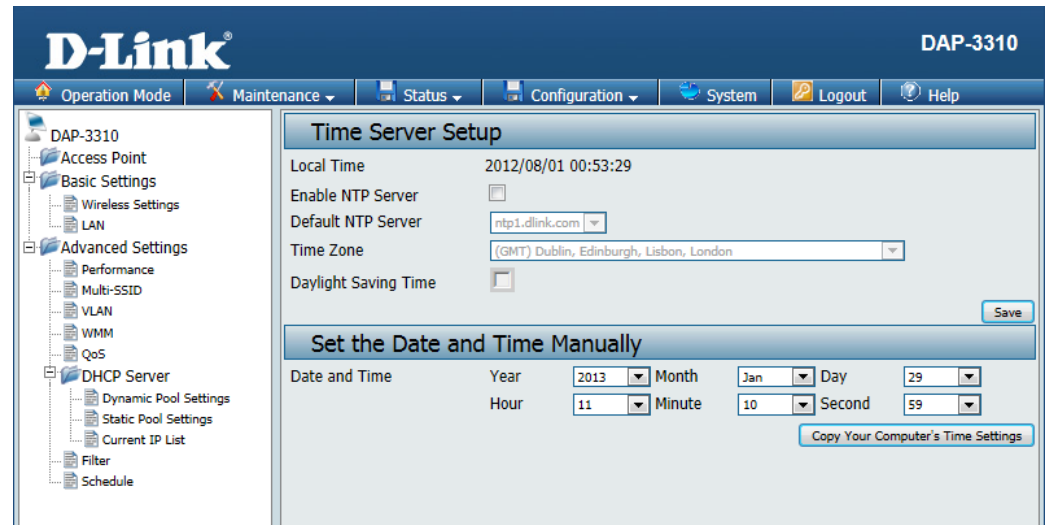 D-Link®
DAP-3310
Operation Mode Maintenance Status Configuration System Logout Help
DAP-3310
Access Point
Basic Settings
Wireless Settings
LAN
Advanced Settings
Performance
Multi-SSID
VLAN
WMM
QoS
DHCP Server
Dynamic Pool Settings
Static Pool Settings
Current IP List
Filter
Schedule
Time Server Setup
Local Time 2012/08/01 00:53:29
Enable NTP Server
Default NTP Server ntp1.dlink.com
Time Zone (GMT) Dublin, Edinburgh, Lisbon, London
Daylight Saving Time
Save
Set the Date and Time Manually
Date and Time Year 2013 Month Jan Day 29
Hour 11 Minute 10 Second 59
Copy Your Computer's Time Settings